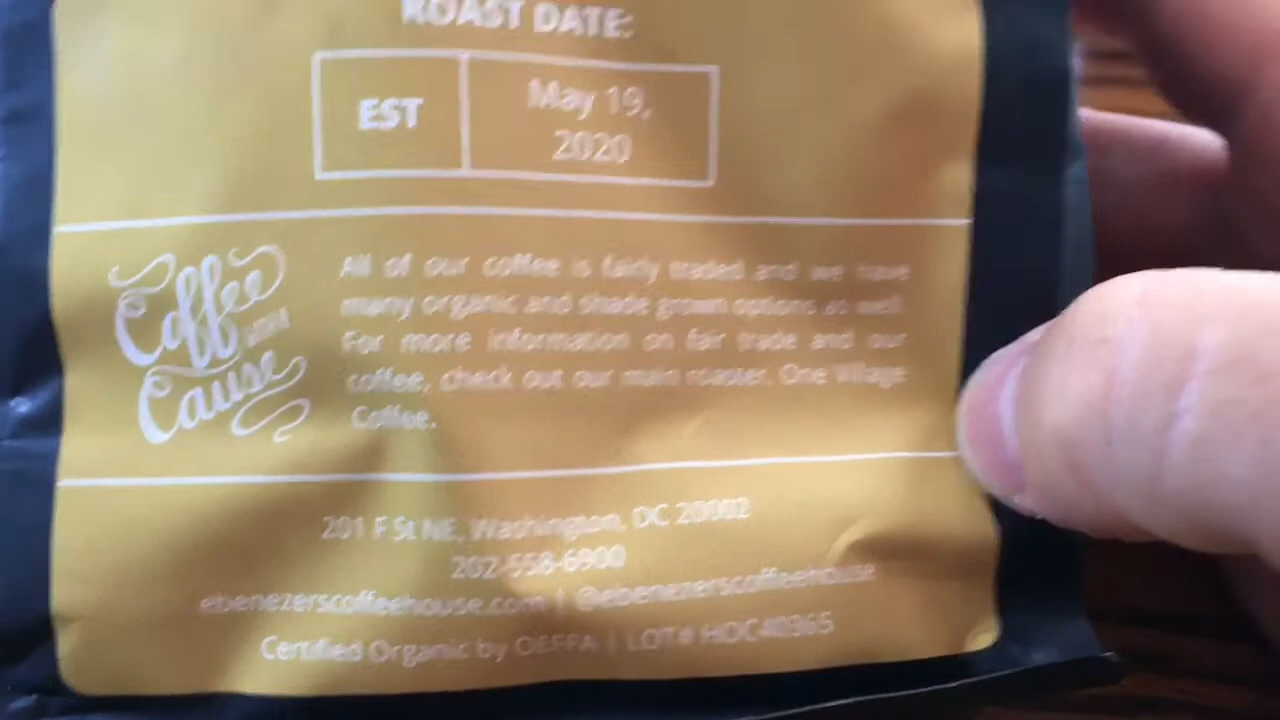 ROAST DATE:
EST
May 19,
2020
Coffee
WITH
Cause
All of our coffee is fairly traded and we have
many organic and shade grown options as well.
For more information on fair trade and our
coffee, check out our main roaster, One Village
Coffee.
201 F St NE, Washington, DC 20002
202-558-6900
ebenezerscoffeehouse.com | @ebenezerscoffeehouse
Certified Organic by OEFFA | LOT#